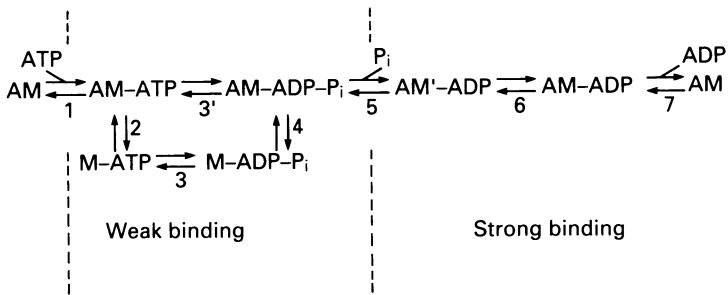 ATP Pi ADP
AM AM–ATP AM–ADP–Pi AM'–ADP AM–ADP AM
1 3' 5 6 7
2 4
M–ATP M–ADP–Pi
3
Weak binding Strong binding